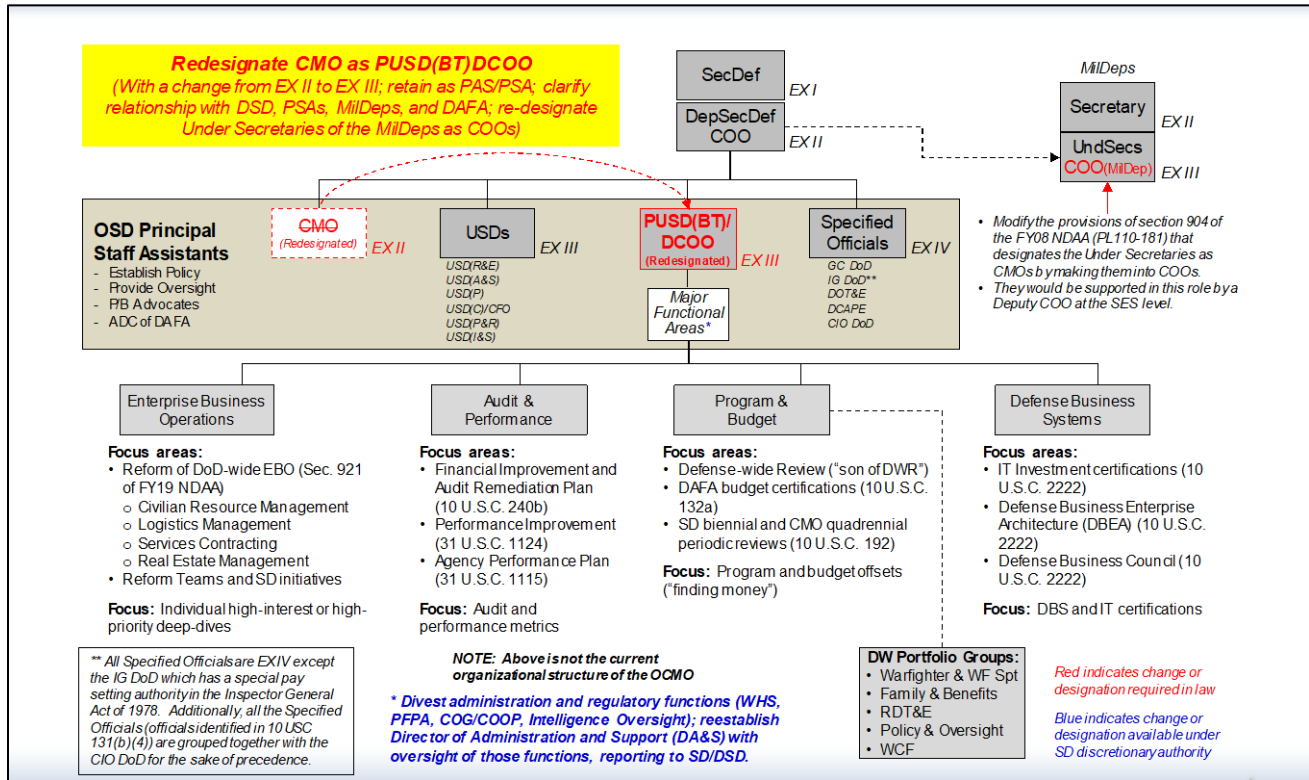 Redesignate CMO as PUSD(BT)DCOO
(With a change from EX II to EX III; retain as PAS/PSA; clarify
relationship with DSD, PSAs, MilDeps, and DAFA; re-designate
Under Secretaries of the MilDeps as COOs)
SecDef
EX I
DepSecDef
COO
EX II
MilDeps
Secretary
EX II
UndSecs
COO(MilDep)
EX III
• Modify the provisions of section 904 of
the FY08 NDAA (PL110-181) that
designates the Under Secretaries as
CMOs by making them into COOs.
• They would be supported in this role by a
Deputy COO at the SES level.
OSD Principal
Staff Assistants
- Establish Policy
- Provide Oversight
- P/B Advocates
- ADC of DAFA
CMO
(Redesignated)
EX II
USDs
EX III
USD(R&E)
USD(A&S)
USD(P)
USD(C)/CFO
USD(P&R)
USD(I&S)
PUSD(BT)/
DCOO
(Redesignated)
EX III
Major
Functional
Areas*
Specified
Officials
EX IV
GC DoD
IG DoD**
DOT&E
DCAPE
CIO DoD
Enterprise Business
Operations
Focus areas:
• Reform of DoD-wide EBO (Sec. 921
of FY19 NDAA)
o Civilian Resource Management
o Logistics Management
o Services Contracting
o Real Estate Management
• Reform Teams and SD initiatives
Focus: Individual high-interest or high-
priority deep-dives
Audit &
Performance
Focus areas:
• Financial Improvement and
Audit Remediation Plan
(10 U.S.C. 240b)
• Performance Improvement
(31 U.S.C. 1124)
• Agency Performance Plan
(31 U.S.C. 1115)
Focus: Audit and
performance metrics
Program &
Budget
Focus areas:
• Defense-wide Review (“son of DWR”)
• DAFA budget certifications (10 U.S.C.
132a)
• SD biennial and CMO quadrennial
periodic reviews (10 U.S.C. 192)
Focus: Program and budget offsets
(“finding money”)
Defense Business
Systems
Focus areas:
• IT Investment certifications (10
U.S.C. 2222)
• Defense Business Enterprise
Architecture (DBEA) (10 U.S.C.
2222)
• Defense Business Council (10
U.S.C. 2222)
Focus: DBS and IT certifications
** All Specified Officials are EX IV except
the IG DoD which has a special pay
setting authority in the Inspector General
Act of 1978. Additionally, all the Specified
Officials (officials identified in 10 USC
131(b)(4)) are grouped together with the
CIO DoD for the sake of precedence.
NOTE: Above is not the current
organizational structure of the OCMO
* Divest administration and regulatory functions (WHS,
PFPA, COG/COOP, Intelligence Oversight); reestablish
Director of Administration and Support (DA&S) with
oversight of those functions, reporting to SD/DSD.
DW Portfolio Groups:
• Warfighter & WF Spt
• Family & Benefits
• RDT&E
• Policy & Oversight
• WCF
Red indicates change or
designation required in law
Blue indicates change or
designation available under
SD discretionary authority